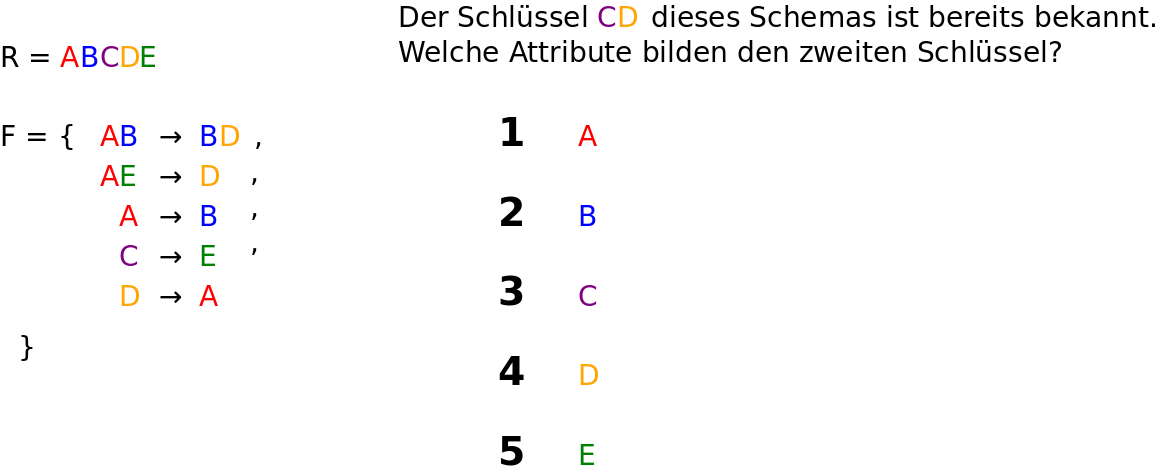 Der Schlüssel CD dieses Schemas ist bereits bekannt.
Welche Attribute bilden den zweiten Schlüssel?
R = ABCDE
F = { AB → BD ,
AE → D ,
A → B ,
C → E ,
D → A
}
1 A
2 B
3 C
4 D
5 E